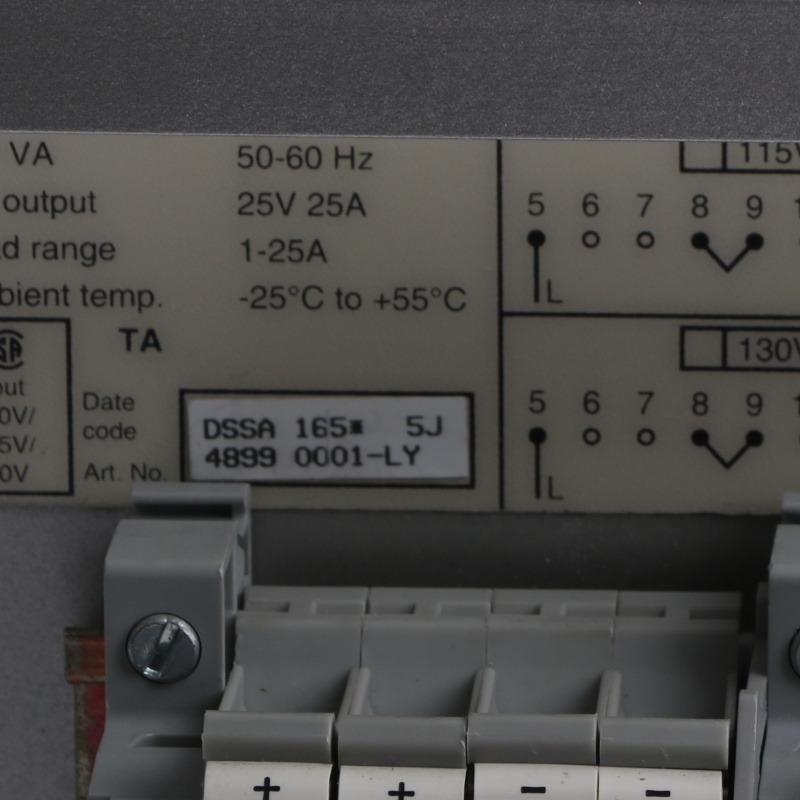 VA 50-60 Hz
output 25V 25A
range 1-25A
temp. -25°C to +55°C
TA
Date
code
Art. No.
DSSA 165* 5J
4899 0001-LY
0V/
5V/
0V
115V
5 6 7 8 9
L
130V
5 6 7 8 9
L
+ + - -